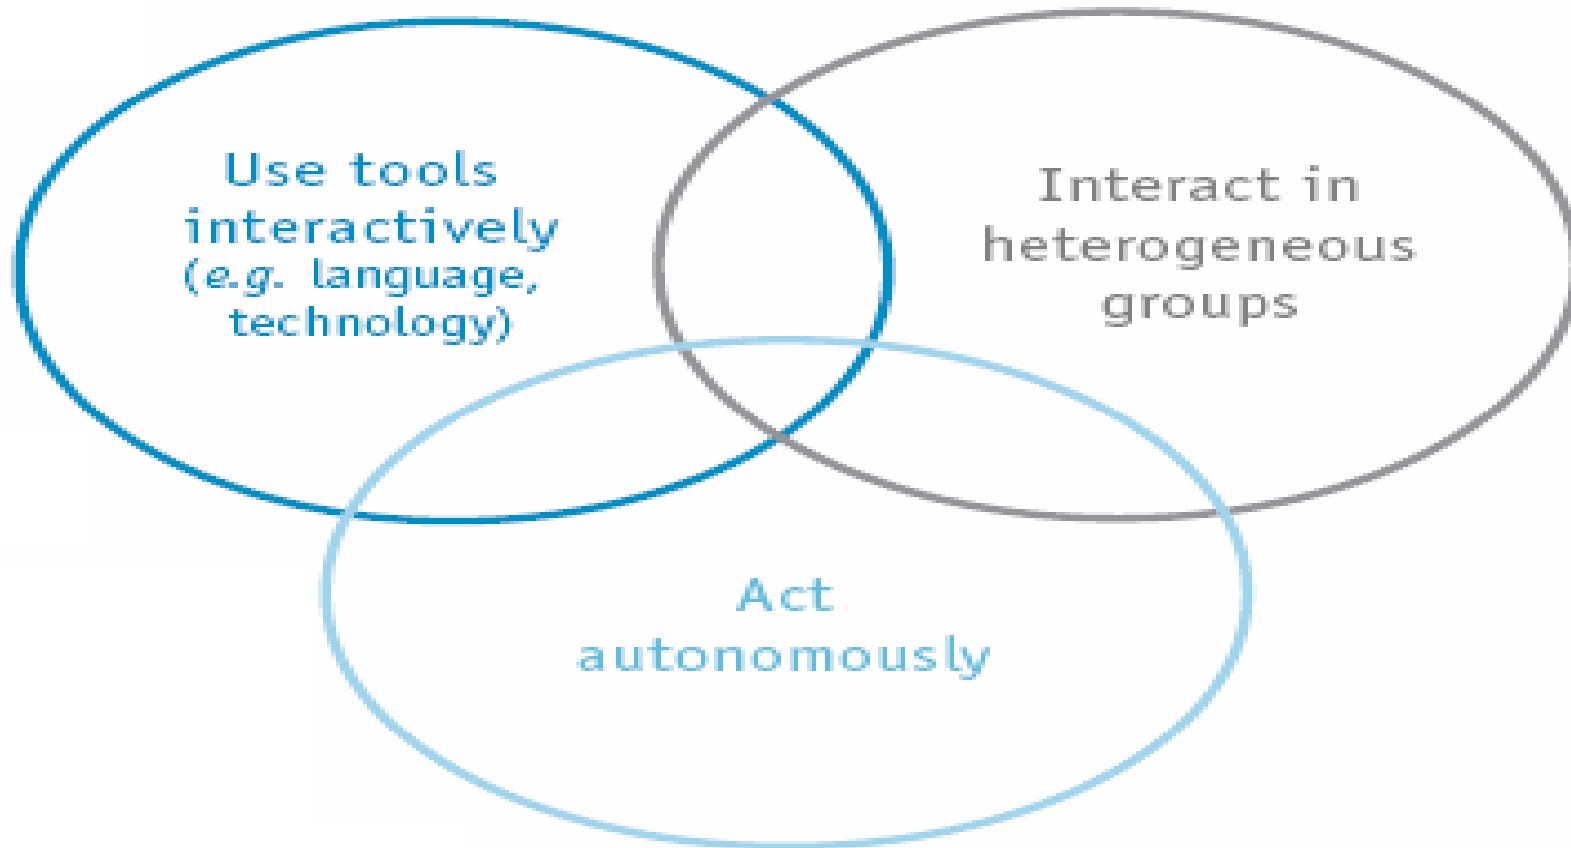 Use tools
interactively
(e.g. language,
technology)
Interact in
heterogeneous
groups
Act
autonomously